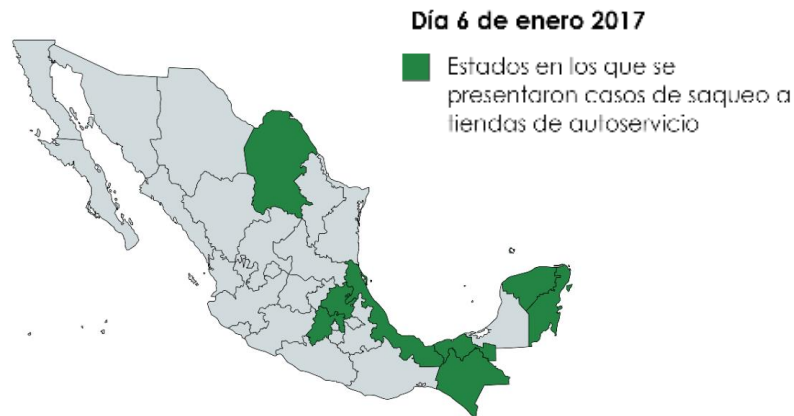 Día 6 de enero 2017
Estados en los que se
presentaron casos de saqueo a
tiendas de autoservicio